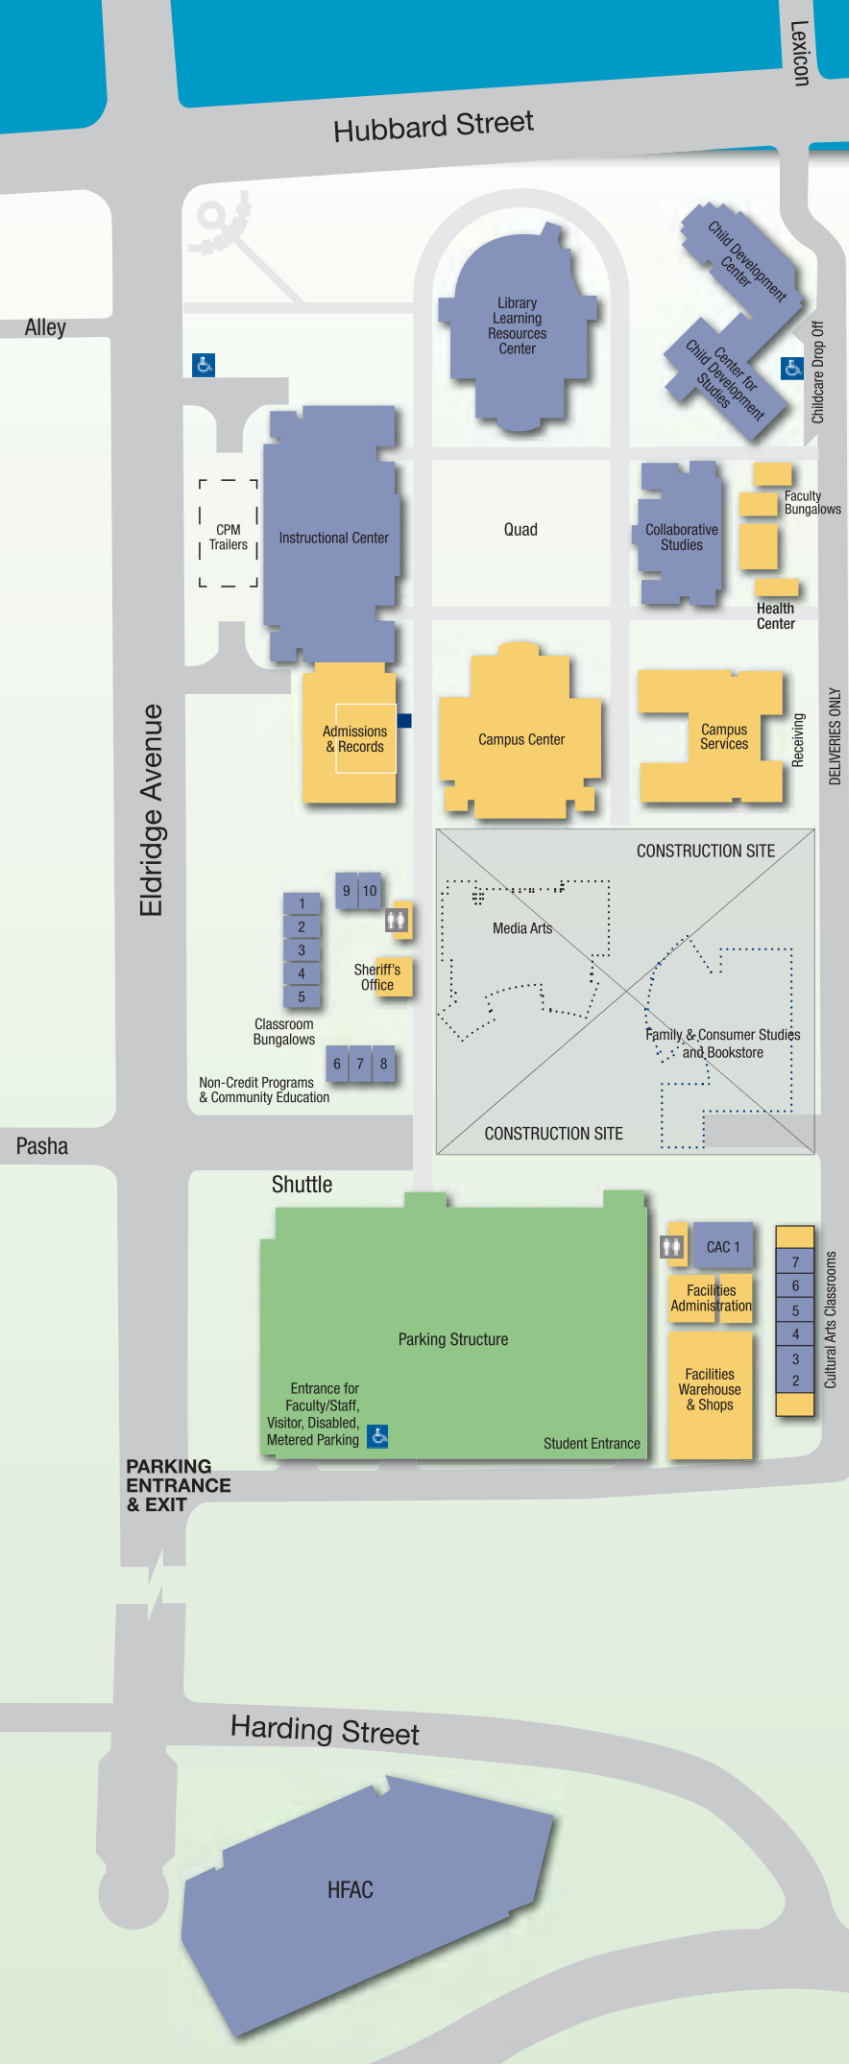 Lexicon
Hubbard Street
Child Development
Center
Library
Learning
Resources
Center
Alley
Childcare Drop Off
Center for
Child Development
Studies
Faculty
Bungalows
CPM
Trailers
Instructional Center
Quad
Collaborative
Studies
Health
Center
Eldridge Avenue
Admissions
& Records
Campus Center
Campus
Services
Receiving
DELIVERIES ONLY
CONSTRUCTION SITE
9 10
1
2
3
4
5
Media Arts
Sheriff's
Office
Classroom
Bungalows
Family & Consumer Studies
and Bookstore
6 7 8
Non-Credit Programs
& Community Education
CONSTRUCTION SITE
Pasha
Shuttle
CAC 1
7
6
5
4
3
2
Cultural Arts Classrooms
Facilities
Administration
Parking Structure
Facilities
Warehouse
& Shops
Entrance for
Faculty/Staff,
Visitor, Disabled,
Metered Parking
Student Entrance
PARKING
ENTRANCE
& EXIT
Harding Street
HFAC